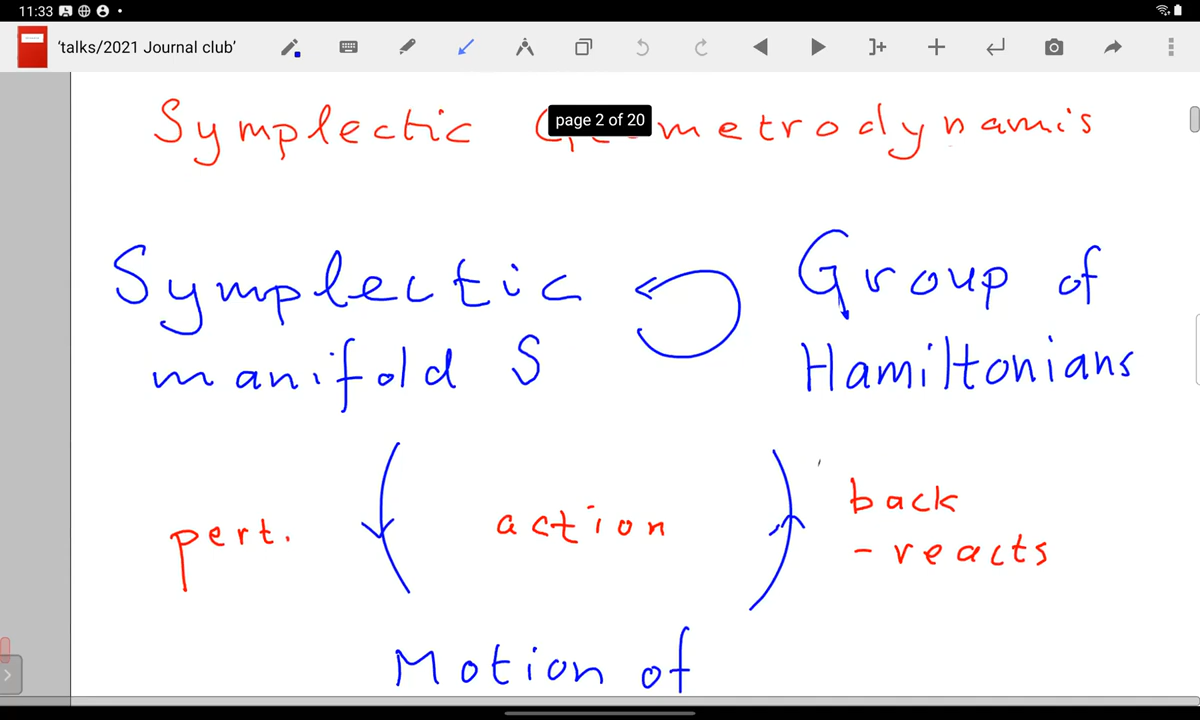 11:33
'talks/2021 Journal club'
page 2 of 20
Symplectic metrodynamis
Symplectic Group of
manifold S Hamiltonians
pert. action back
- reacts
Motion of